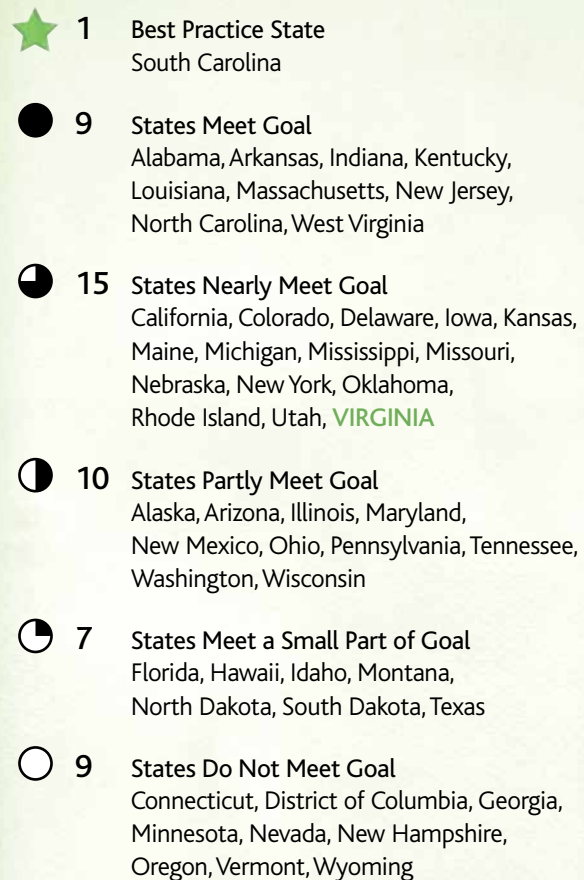 1 Best Practice State
South Carolina
9 States Meet Goal
Alabama, Arkansas, Indiana, Kentucky,
Louisiana, Massachusetts, New Jersey,
North Carolina, West Virginia
15 States Nearly Meet Goal
California, Colorado, Delaware, Iowa, Kansas,
Maine, Michigan, Mississippi, Missouri,
Nebraska, New York, Oklahoma,
Rhode Island, Utah, VIRGINIA
10 States Partly Meet Goal
Alaska, Arizona, Illinois, Maryland,
New Mexico, Ohio, Pennsylvania, Tennessee,
Washington, Wisconsin
7 States Meet a Small Part of Goal
Florida, Hawaii, Idaho, Montana,
North Dakota, South Dakota, Texas
9 States Do Not Meet Goal
Connecticut, District of Columbia, Georgia,
Minnesota, Nevada, New Hampshire,
Oregon, Vermont, Wyoming